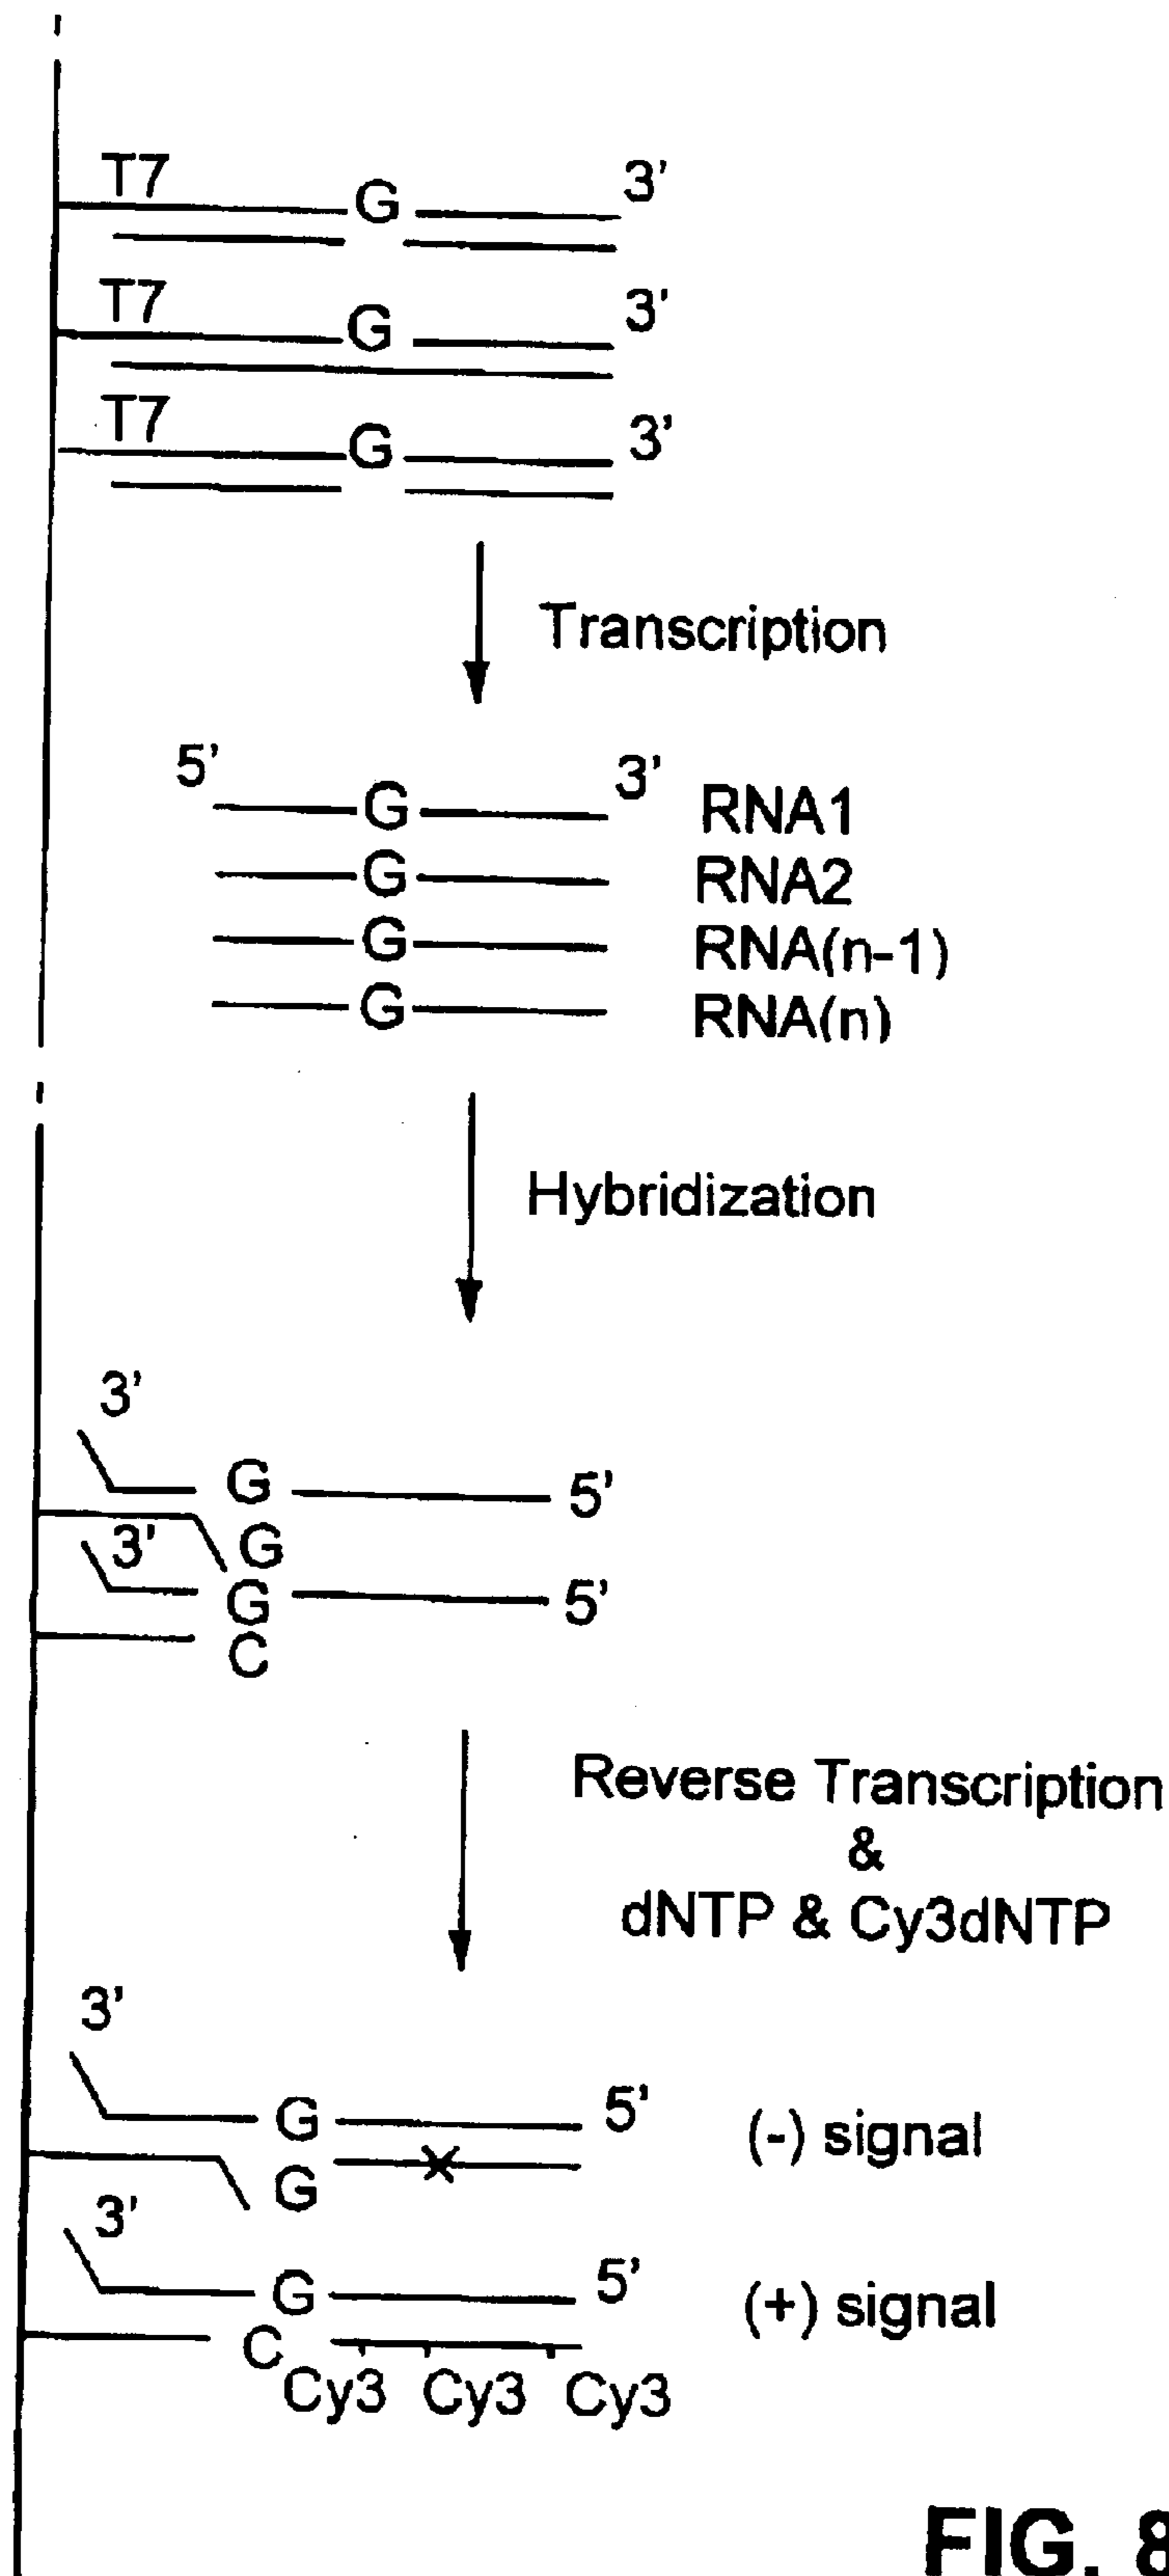 T7 G 3'
T7 G 3'
T7 G 3'
Transcription
5' G 3' RNA1
G RNA2
G RNA(n-1)
G RNA(n)
Hybridization
3'
G 5'
G
3'
G 5'
C
Reverse Transcription
&
dNTP & Cy3dNTP
3'
G 5' (-) signal
G
3'
G 5' (+) signal
C
Cy3 Cy3 Cy3
FIG. 8